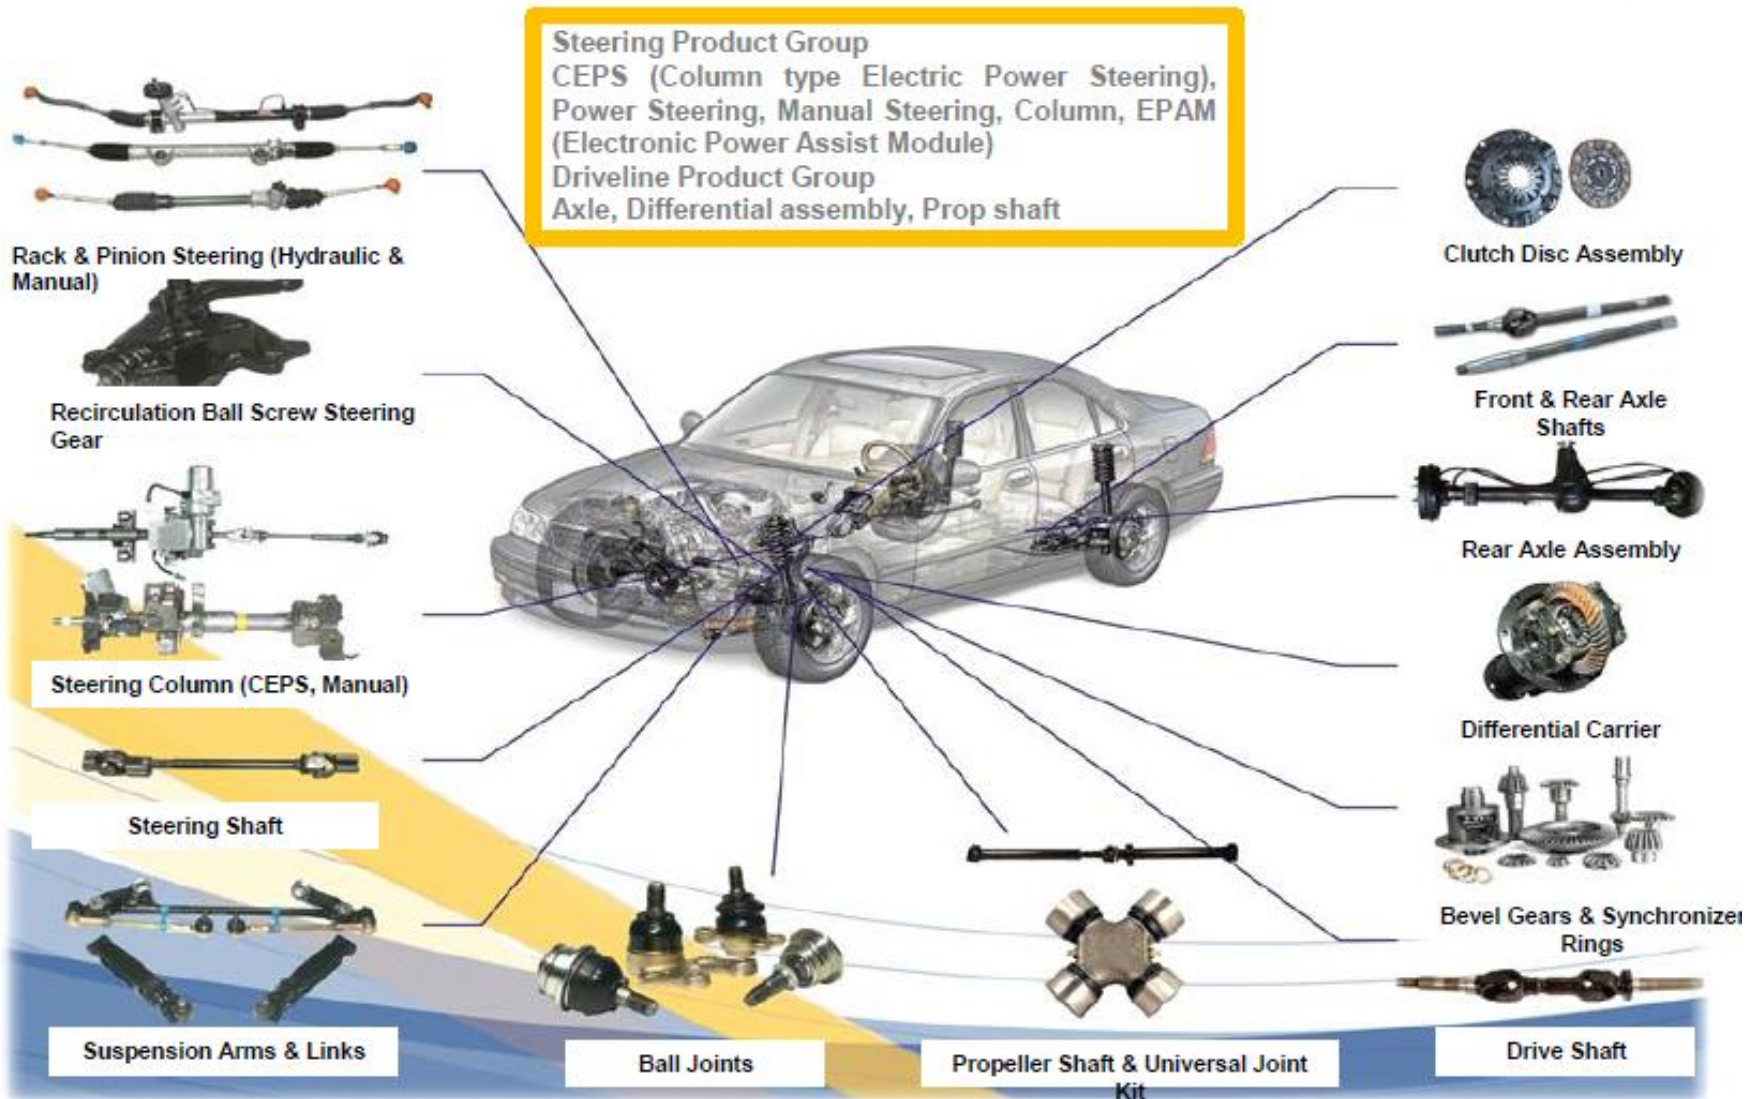 Steering Product Group
CEPS (Column type Electric Power Steering),
Power Steering, Manual Steering, Column, EPAM
(Electronic Power Assist Module)
Driveline Product Group
Axle, Differential assembly, Prop shaft
Rack & Pinion Steering (Hydraulic &
Manual)
Recirculation Ball Screw Steering
Gear
Steering Column (CEPS, Manual)
Steering Shaft
Suspension Arms & Links
Ball Joints
Propeller Shaft & Universal Joint
Kit
Clutch Disc Assembly
Front & Rear Axle
Shafts
Rear Axle Assembly
Differential Carrier
Bevel Gears & Synchronizer
Rings
Drive Shaft